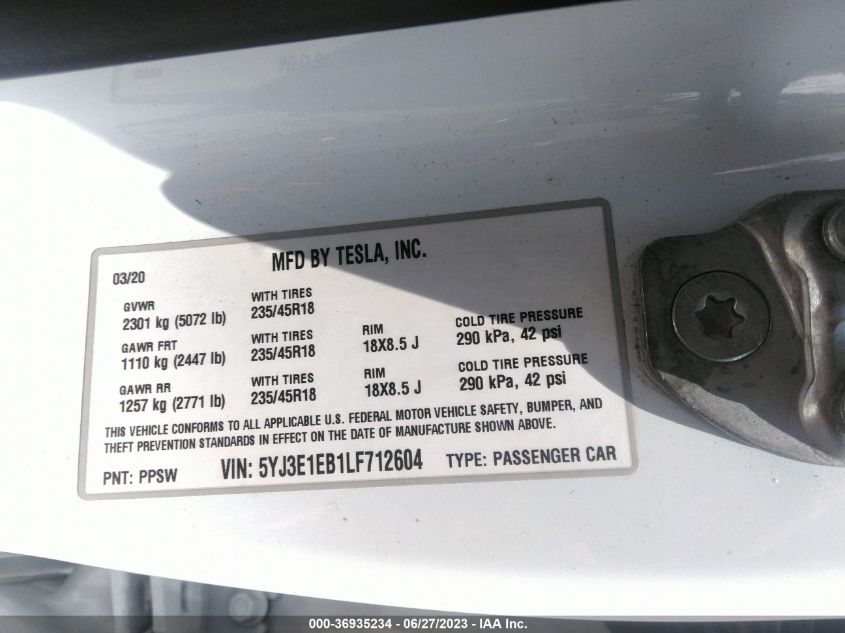 MFD BY TESLA, INC.
03/20
GVWR
2301 kg (5072 lb)
WITH TIRES
235/45R18
GAWR FRT
1110 kg (2447 lb)
WITH TIRES
235/45R18
RIM
18X8.5 J
COLD TIRE PRESSURE
290 kPa, 42 psi
GAWR RR
1257 kg (2771 lb)
WITH TIRES
235/45R18
RIM
18X8.5 J
COLD TIRE PRESSURE
290 kPa, 42 psi
THIS VEHICLE CONFORMS TO ALL APPLICABLE U.S. FEDERAL MOTOR VEHICLE SAFETY, BUMPER, AND
THEFT PREVENTION STANDARDS IN EFFECT ON THE DATE OF MANUFACTURE SHOWN ABOVE.
PNT: PPSW VIN: 5YJ3E1EB1LF712604 TYPE: PASSENGER CAR
000-36935234 - 06/27/2023 - IAA Inc.